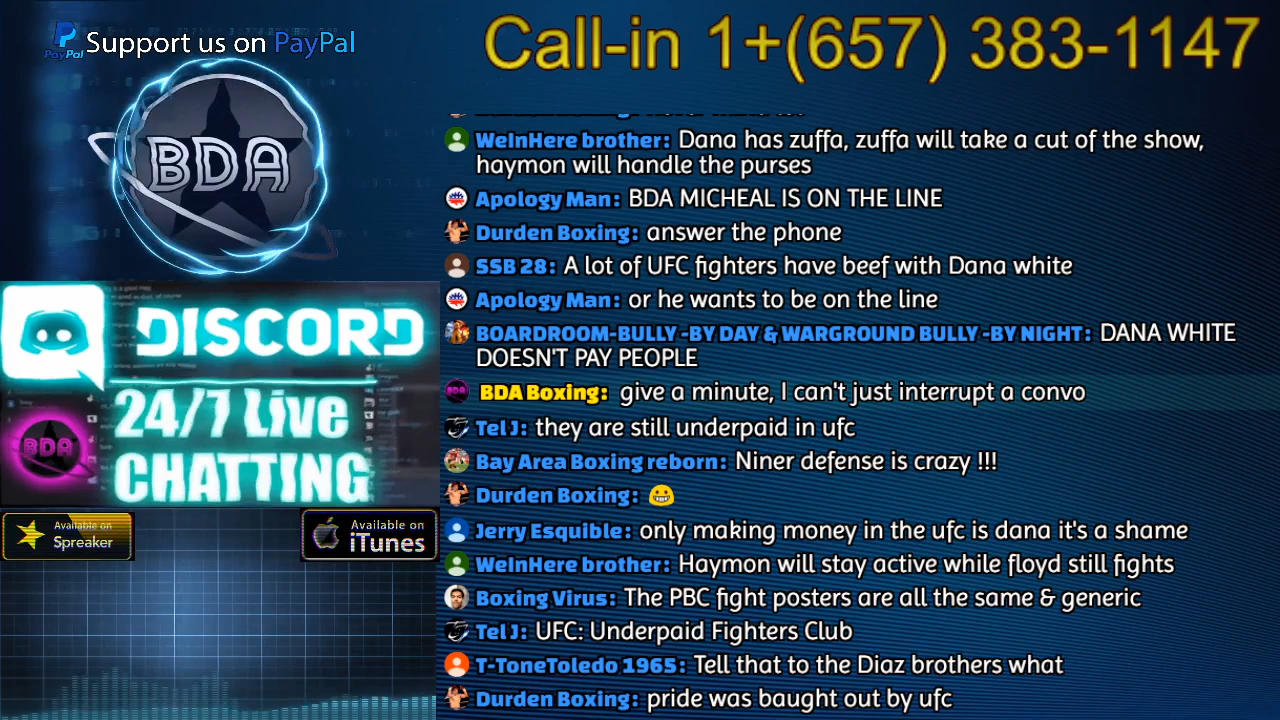 PayPal
Support us on PayPal
BDA
DISCORD
24/7 Live
CHATTING
BDA
Available on
Spreaker
Available on
iTunes
Call-in 1+(657) 383-1147
WeInHere brother: Dana has zuffa, zuffa will take a cut of the show,
haymon will handle the purses
Apology Man: BDA MICHEAL IS ON THE LINE
Durden Boxing: answer the phone
SSB 28: A lot of UFC fighters have beef with Dana white
Apology Man: or he wants to be on the line
BOARDROOM-BULLY -BY DAY & WARGROUND BULLY -BY NIGHT: DANA WHITE
DOESN'T PAY PEOPLE
BDA Boxing: give a minute, I can't just interrupt a convo
Tel J: they are still underpaid in ufc
Bay Area Boxing reborn: Niner defense is crazy !!!
Durden Boxing: 😬
Jerry Esquible: only making money in the ufc is dana it's a shame
WeInHere brother: Haymon will stay active while floyd still fights
Boxing Virus: The PBC fight posters are all the same & generic
Tel J: UFC: Underpaid Fighters Club
T-ToneToledo 1965: Tell that to the Diaz brothers what
Durden Boxing: pride was baught out by ufc